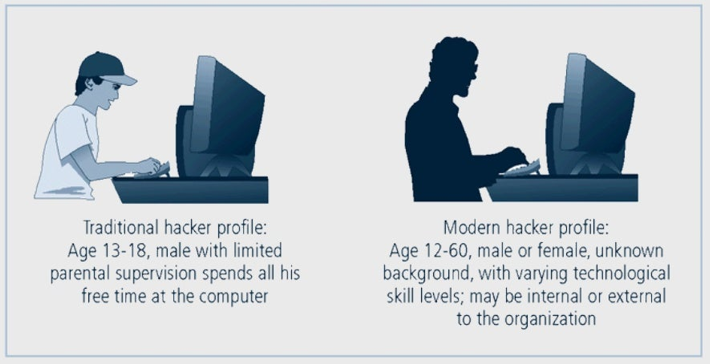 Traditional hacker profile:
Age 13-18, male with limited
parental supervision spends all his
free time at the computer
Modern hacker profile:
Age 12-60, male or female, unknown
background, with varying technological
skill levels; may be internal or external
to the organization